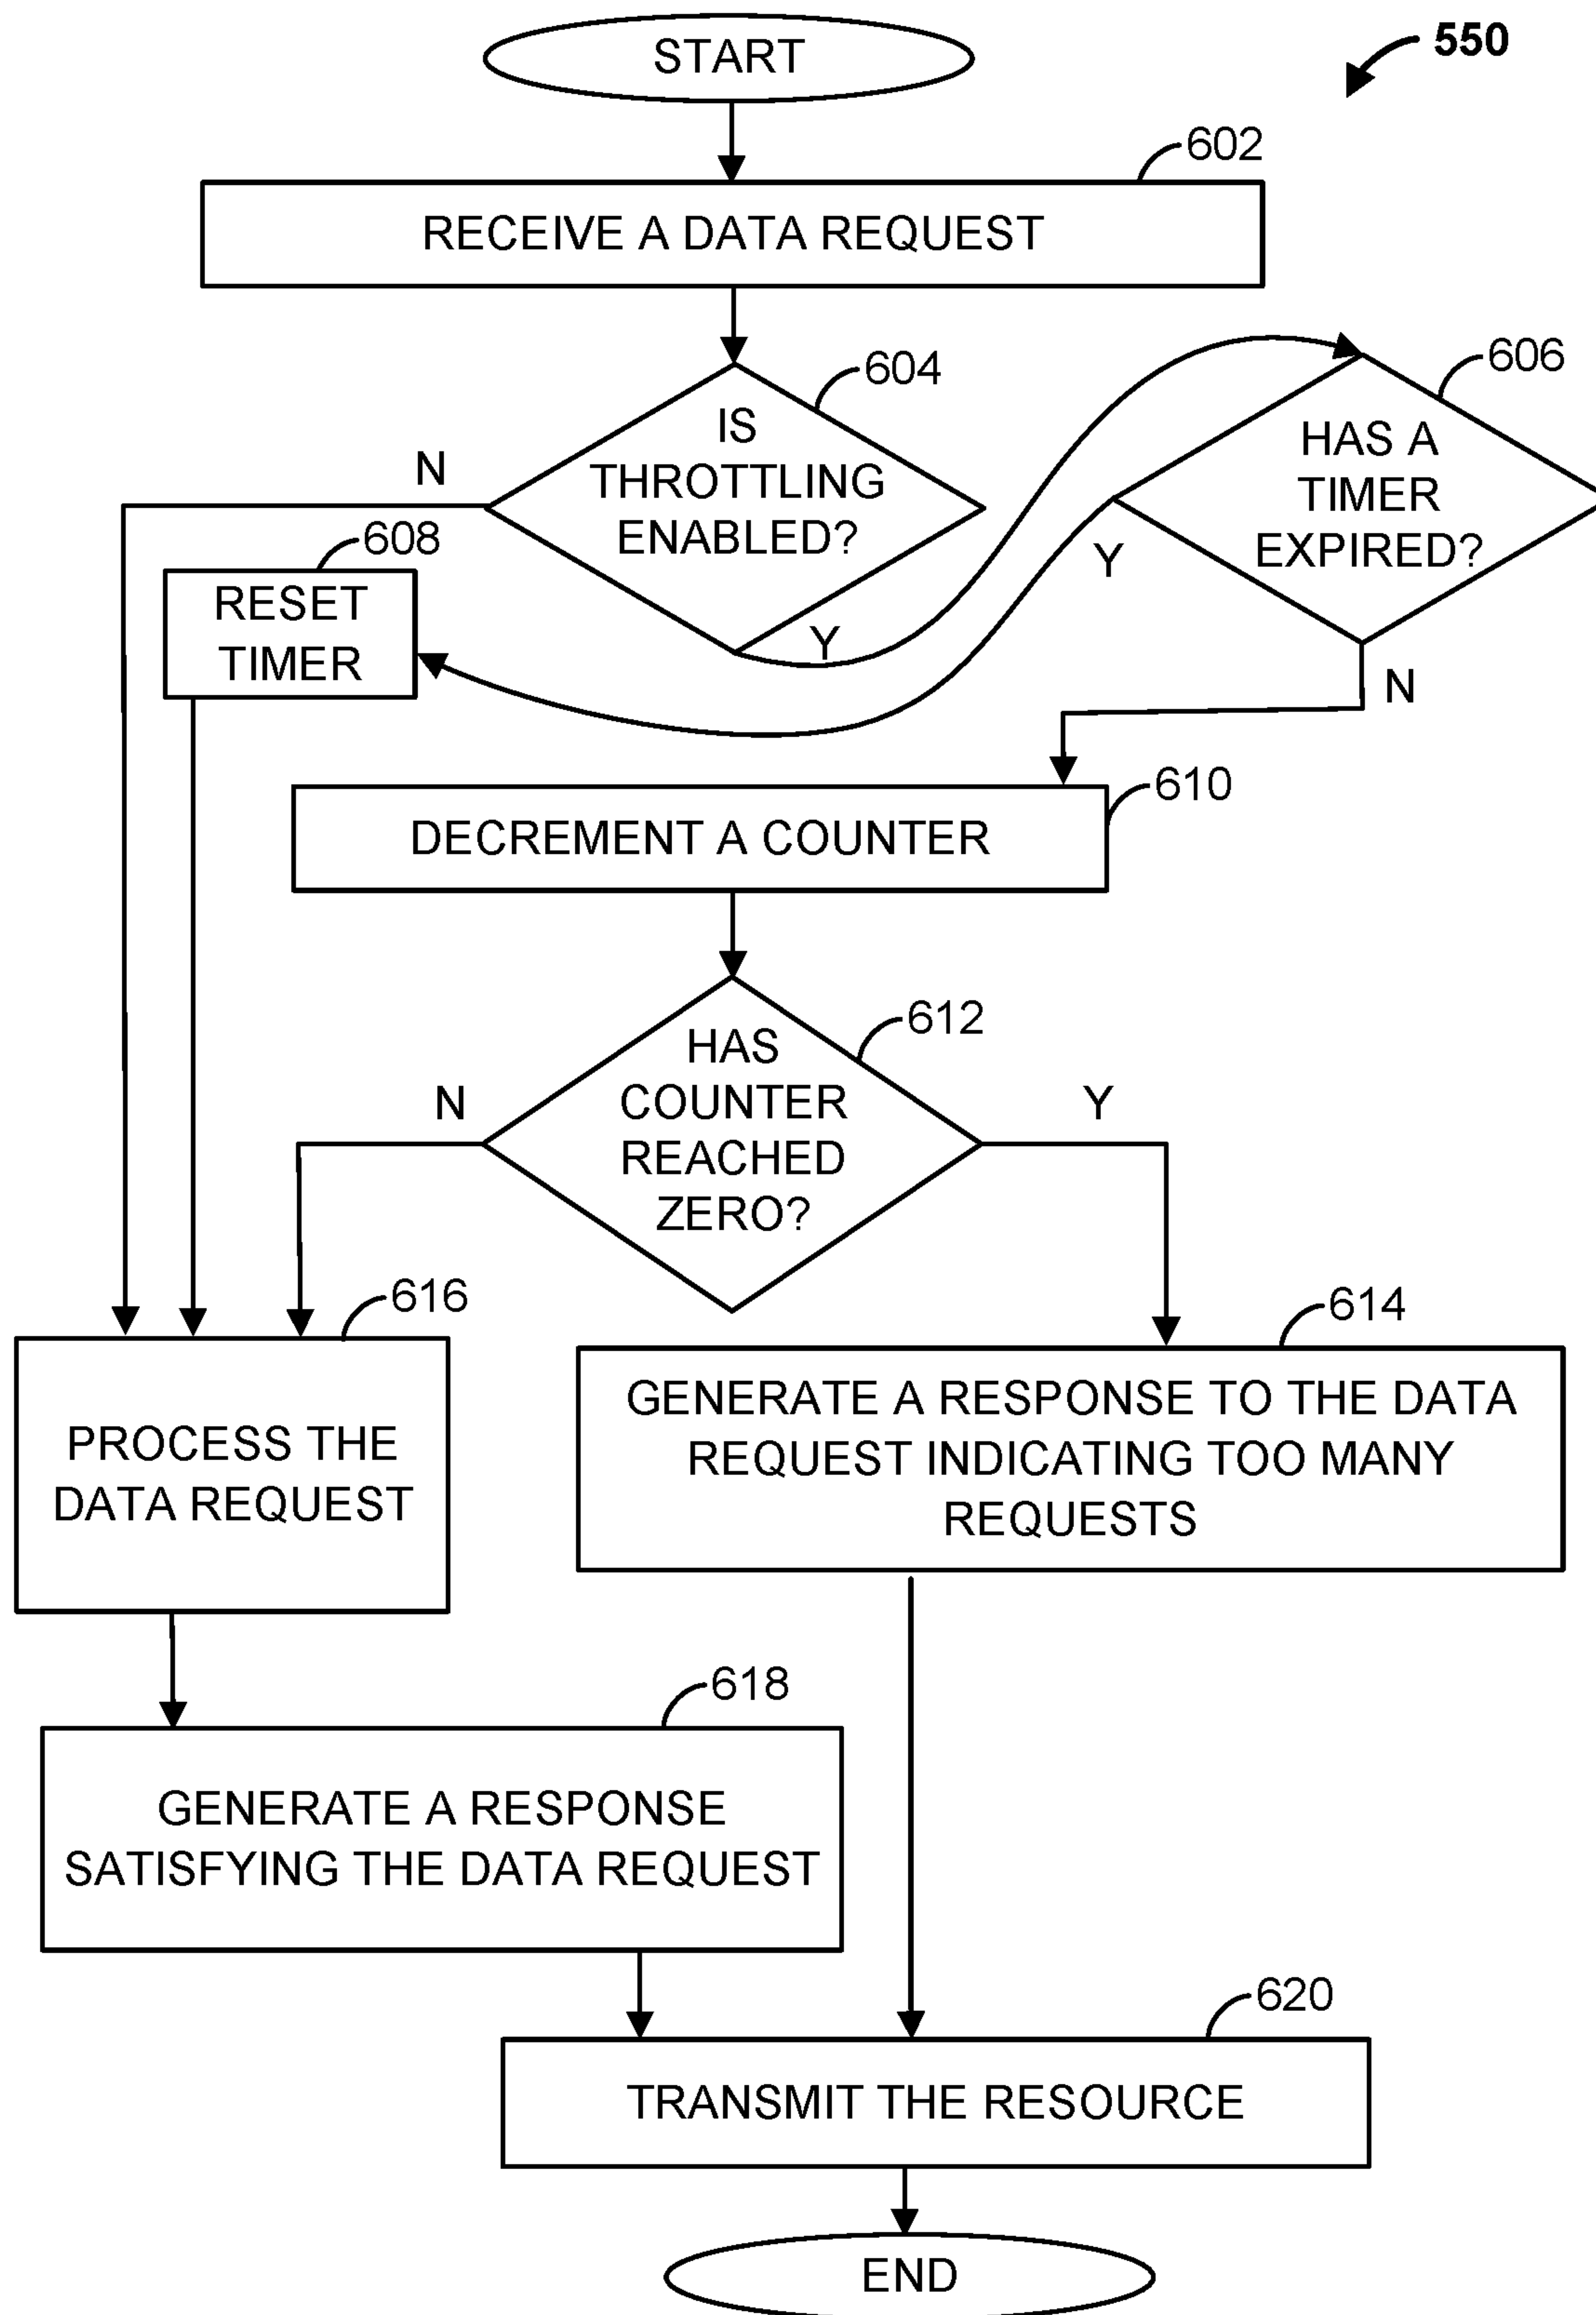 START
550
602
RECEIVE A DATA REQUEST
604
606
IS
THROTTLING
ENABLED?
N
Y
HAS A
TIMER
EXPIRED?
Y
N
608
RESET
TIMER
610
DECREMENT A COUNTER
612
HAS
COUNTER
REACHED
ZERO?
N
Y
616
614
PROCESS THE
DATA REQUEST
GENERATE A RESPONSE TO THE DATA
REQUEST INDICATING TOO MANY
REQUESTS
618
GENERATE A RESPONSE
SATISFYING THE DATA REQUEST
620
TRANSMIT THE RESOURCE
END